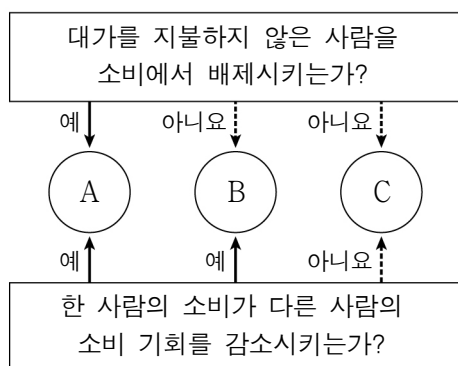 대가를 지불하지 않은 사람을
소비에서 배제시키는가?
예 아니요 아니요
A B C
예 예 아니요
한 사람의 소비가 다른 사람의
소비 기회를 감소시키는가?